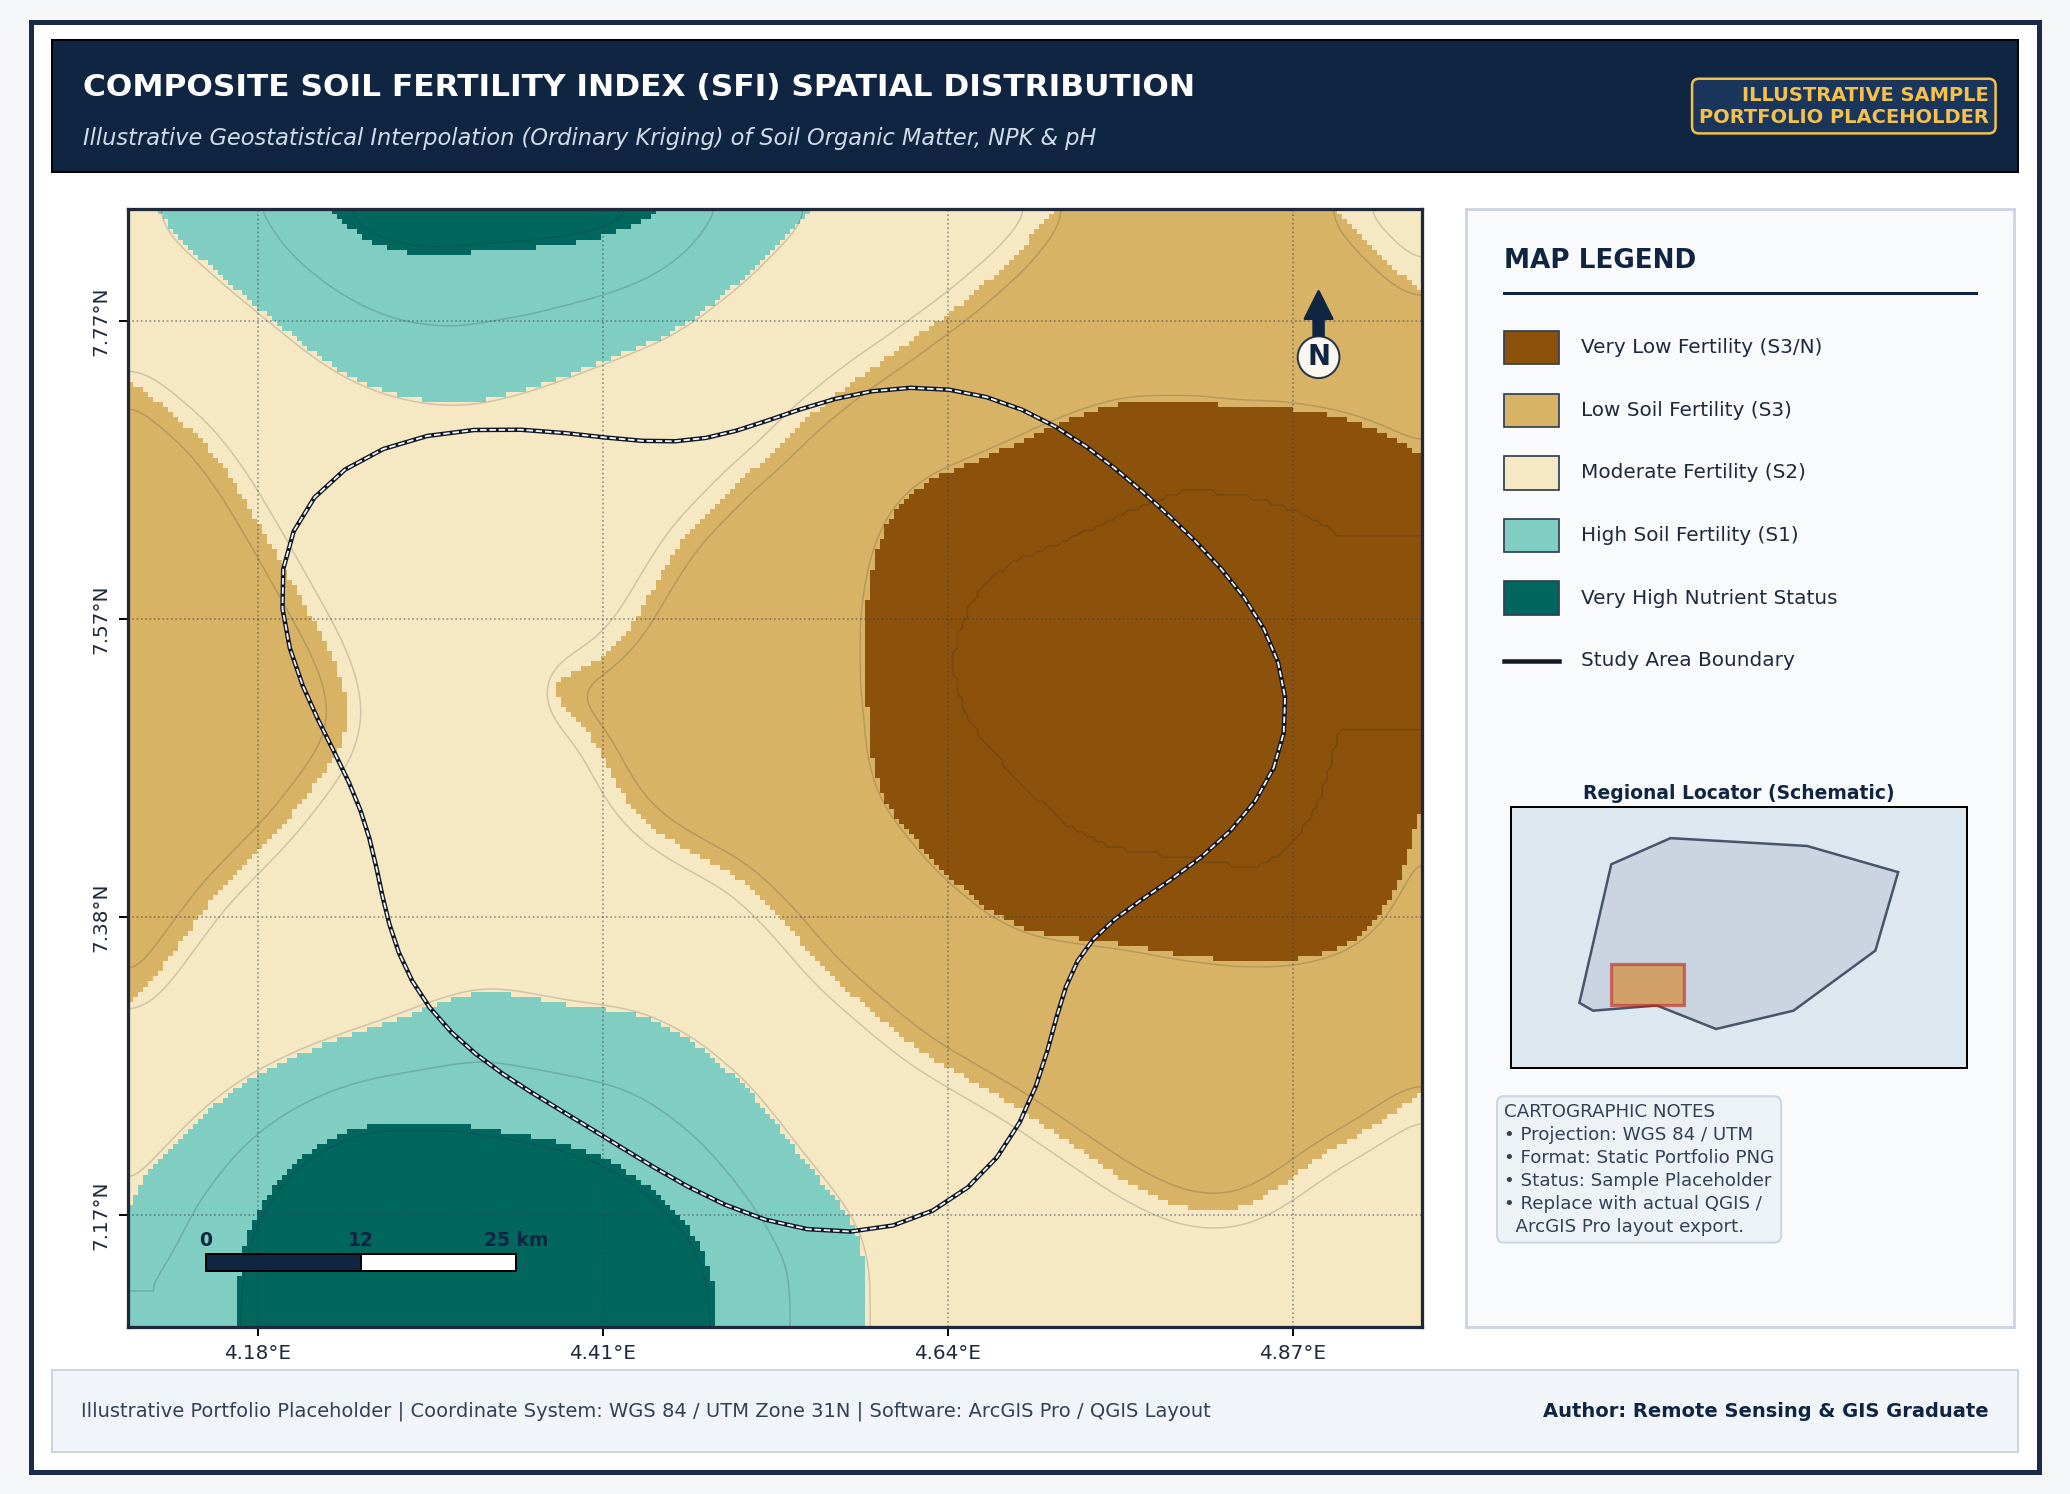 COMPOSITE SOIL FERTILITY INDEX (SFI) SPATIAL DISTRIBUTION
Illustrative Geostatistical Interpolation (Ordinary Kriging) of Soil Organic Matter, NPK & pH
ILLUSTRATIVE SAMPLE
PORTFOLIO PLACEHOLDER
7.77°N
7.57°N
7.38°N
7.17°N
N
0 12 25 km
4.18°E 4.41°E 4.64°E 4.87°E
MAP LEGEND
Very Low Fertility (S3/N)
Low Soil Fertility (S3)
Moderate Fertility (S2)
High Soil Fertility (S1)
Very High Nutrient Status
Study Area Boundary
Regional Locator (Schematic)
CARTOGRAPHIC NOTES
• Projection: WGS 84 / UTM
• Format: Static Portfolio PNG
• Status: Sample Placeholder
• Replace with actual QGIS /
ArcGIS Pro layout export.
Illustrative Portfolio Placeholder | Coordinate System: WGS 84 / UTM Zone 31N | Software: ArcGIS Pro / QGIS Layout
Author: Remote Sensing & GIS Graduate